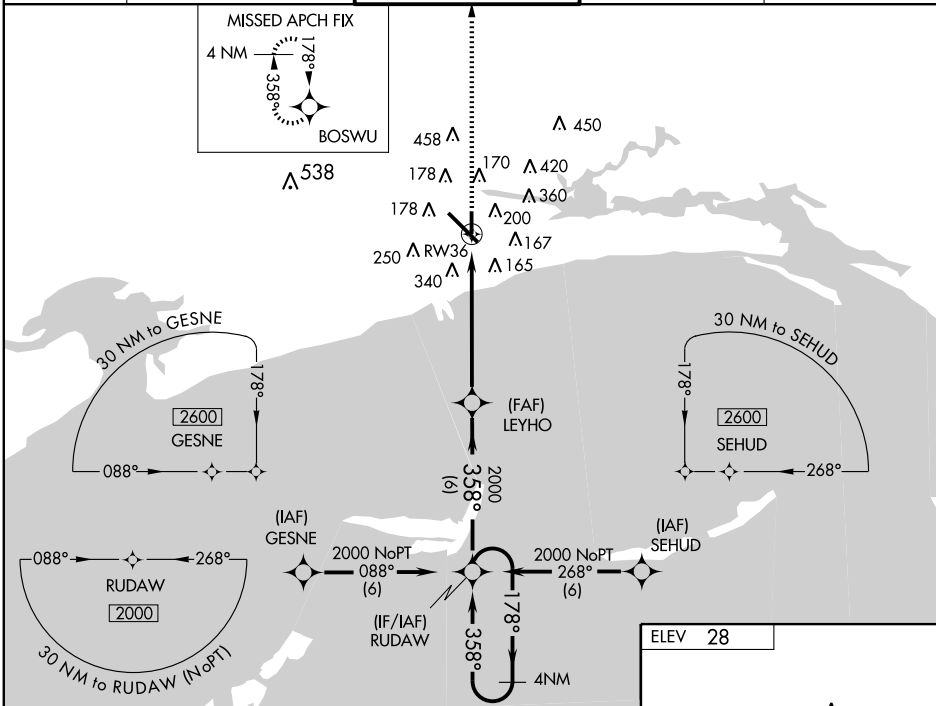 MISSED APCH FIX
4 NM
178°
358°
BOSWU
538
458
450
178
170
420
360
178
200
250
RW36
167
340
165
30 NM to GESNE
178°
2600
GESNE
088°
30 NM to SEHUD
178°
2600
SEHUD
268°
(FAF)
LEYHO
2000
358°
(6)
(IAF)
GESNE
2000 NoPT
088°
(6)
(IAF)
SEHUD
2000 NoPT
268°
(6)
(IF/IAF)
RUDAW
178°
358°
4NM
088°
268°
RUDAW
2000
30 NM to RUDAW (NoPT)
ELEV 28